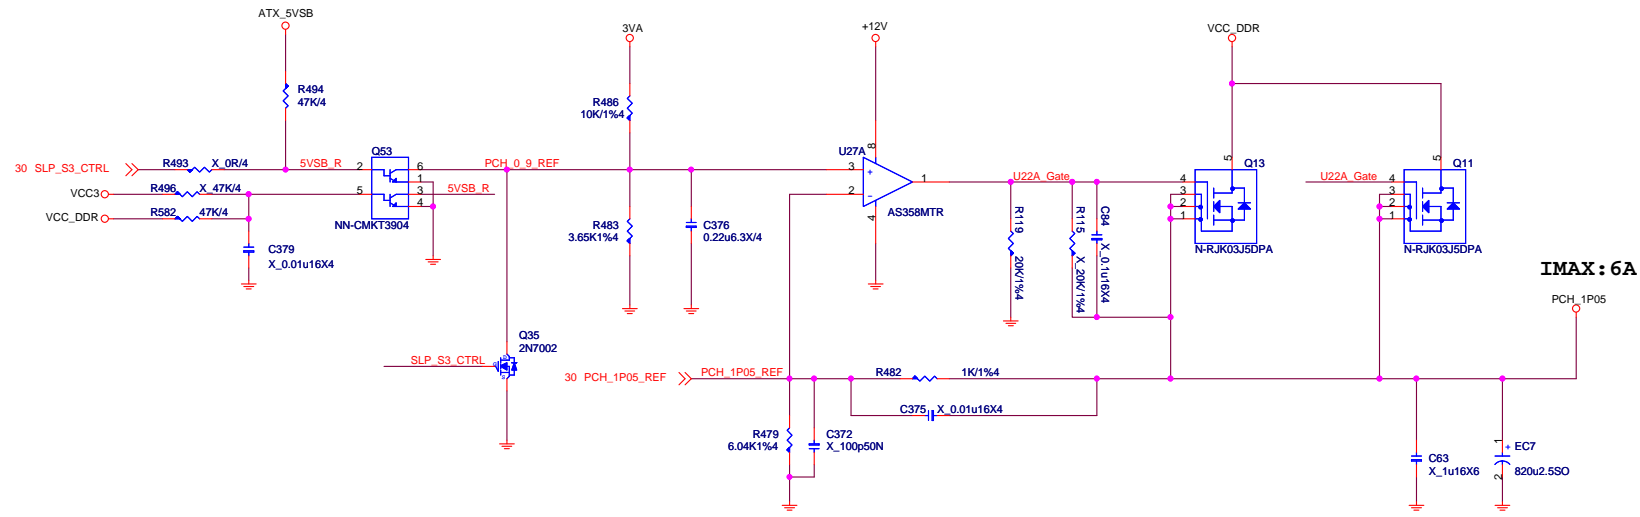 ATX_5VSB
3VA
+12V
VCC_DDR
R494
47K/4
R486
10K/1%4
30 SLP_S3_CTRL
R493 X_0R/4
5VSB_R
2
Q53
6
1
PCH_0_9_REF
U27A
3
8
+
1
2
-
4
AS358MTR
VCC3
R496 X_47K/4
5
3
4
5VSB_R
VCC_DDR
R582 47K/4
NN-CMKT3904
C379
X_0.01u16X4
R483
3.65K1%4
C376
0.22u6.3X/4
U22A_Gate
R119
20K/1%4
R115
X_20K/1%4
C84
X_0.1u16X4
5
Q13
4
3
2
1
N-RJK03J5DPA
U22A_Gate
5
Q11
4
3
2
1
N-RJK03J5DPA
IMAX:6A
PCH_1P05
Q35
2N7002
SLP_S3_CTRL
30 PCH_1P05_REF
PCH_1P05_REF
R482 1K/1%4
C375 X_0.01u16X4
R479
6.04K1%4
C372
X_100p50N
C63
X_1u16X6
1
+
EC7
2
820u2.5SO